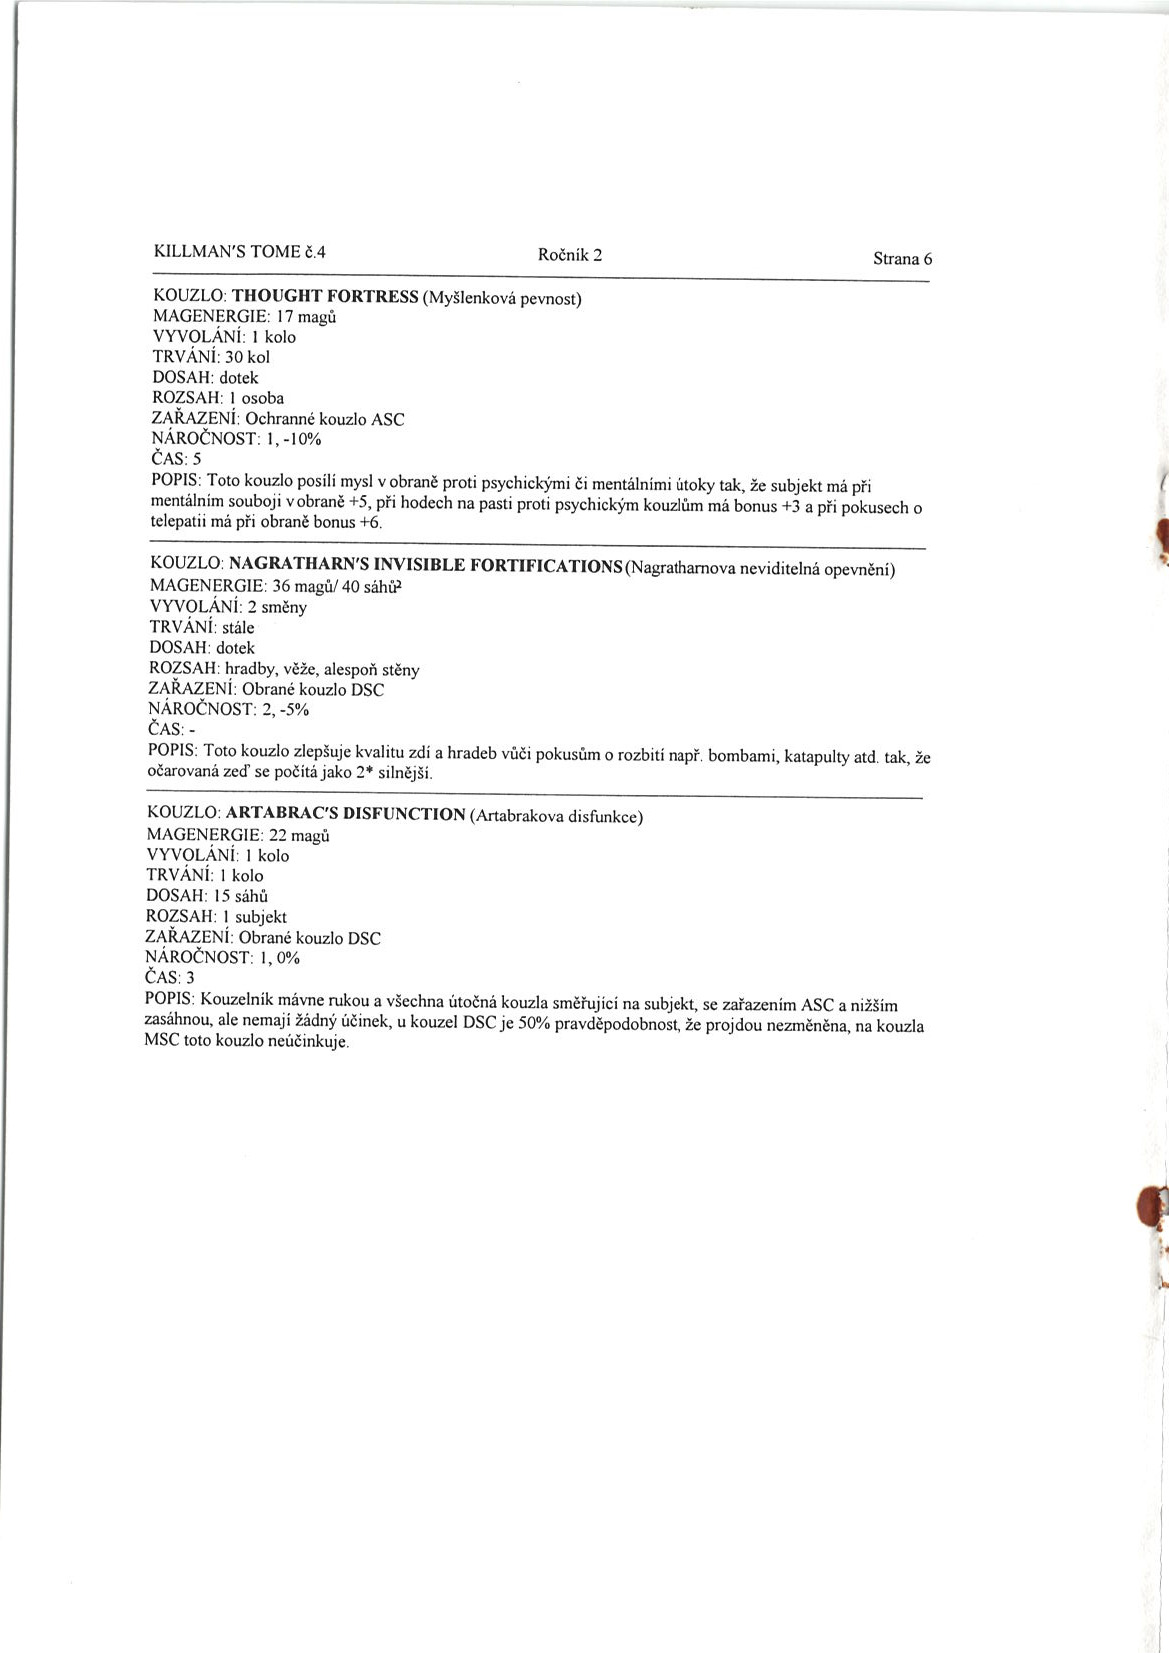 KILLMAN'S TOME č.4 Ročník 2 Strana 6
KOUZLO: THOUGHT FORTRESS (Myšlenková pevnost)
MAGENERGIE: 17 magů
VYVOLÁNÍ: 1 kolo
TRVÁNÍ: 30 kol
DOSAH: dotek
ROZSAH: 1 osoba
ZAŘAZENÍ: Ochranné kouzlo ASC
NÁROČNOST: 1, -10%
ČAS: 5
POPIS: Toto kouzlo posílí mysl v obraně proti psychickými či mentálními útoky tak, že subjekt má při
mentálním souboji v obraně +5, při hodech na pasti proti psychickým kouzlům má bonus +3 a při pokusech o
telepatii má při obraně bonus +6.
KOUZLO: NAGRATHARN'S INVISIBLE FORTIFICATIONS (Nagratharnova neviditelná opevnění)
MAGENERGIE: 36 magů/ 40 sáhů²
VYVOLÁNÍ: 2 směny
TRVÁNÍ: stále
DOSAH: dotek
ROZSAH: hradby, věže, alespoň stěny
ZAŘAZENÍ: Obrané kouzlo DSC
NÁROČNOST: 2, -5%
ČAS: -
POPIS: Toto kouzlo zlepšuje kvalitu zdí a hradeb vůči pokusům o rozbití např. bombami, katapulty atd. tak, že
očarovaná zeď se počítá jako 2* silnější.
KOUZLO: ARTABRAC'S DISFUNCTION (Artabrakova disfunkce)
MAGENERGIE: 22 magů
VYVOLÁNÍ: 1 kolo
TRVÁNÍ: 1 kolo
DOSAH: 15 sáhů
ROZSAH: 1 subjekt
ZAŘAZENÍ: Obrané kouzlo DSC
NÁROČNOST: 1, 0%
ČAS: 3
POPIS: Kouzelník mávne rukou a všechna útočná kouzla směřující na subjekt, se zařazením ASC a nižším
zasáhnou, ale nemají žádný účinek, u kouzel DSC je 50% pravděpodobnost, že projdou nezměněna, na kouzla
MSC toto kouzlo neúčinkuje.